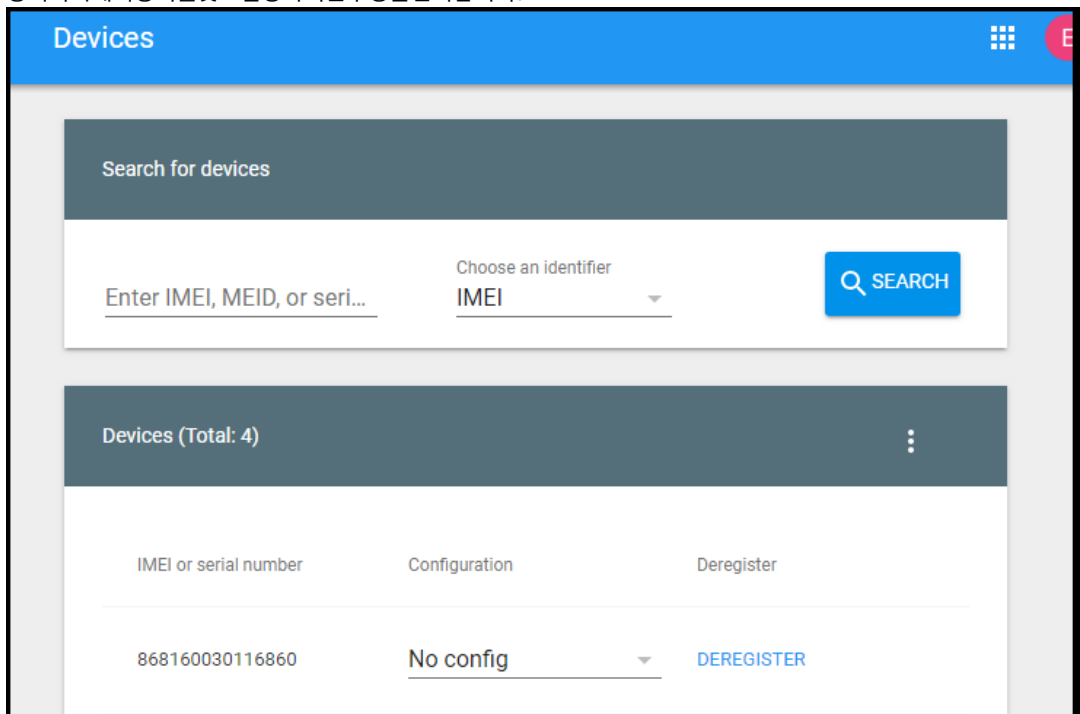 Devices
E
Search for devices
Choose an identifier
Enter IMEI, MEID, or seri...
IMEI
SEARCH
Devices (Total: 4)
IMEI or serial number
Configuration
Deregister
868160030116860
No config
DEREGISTER